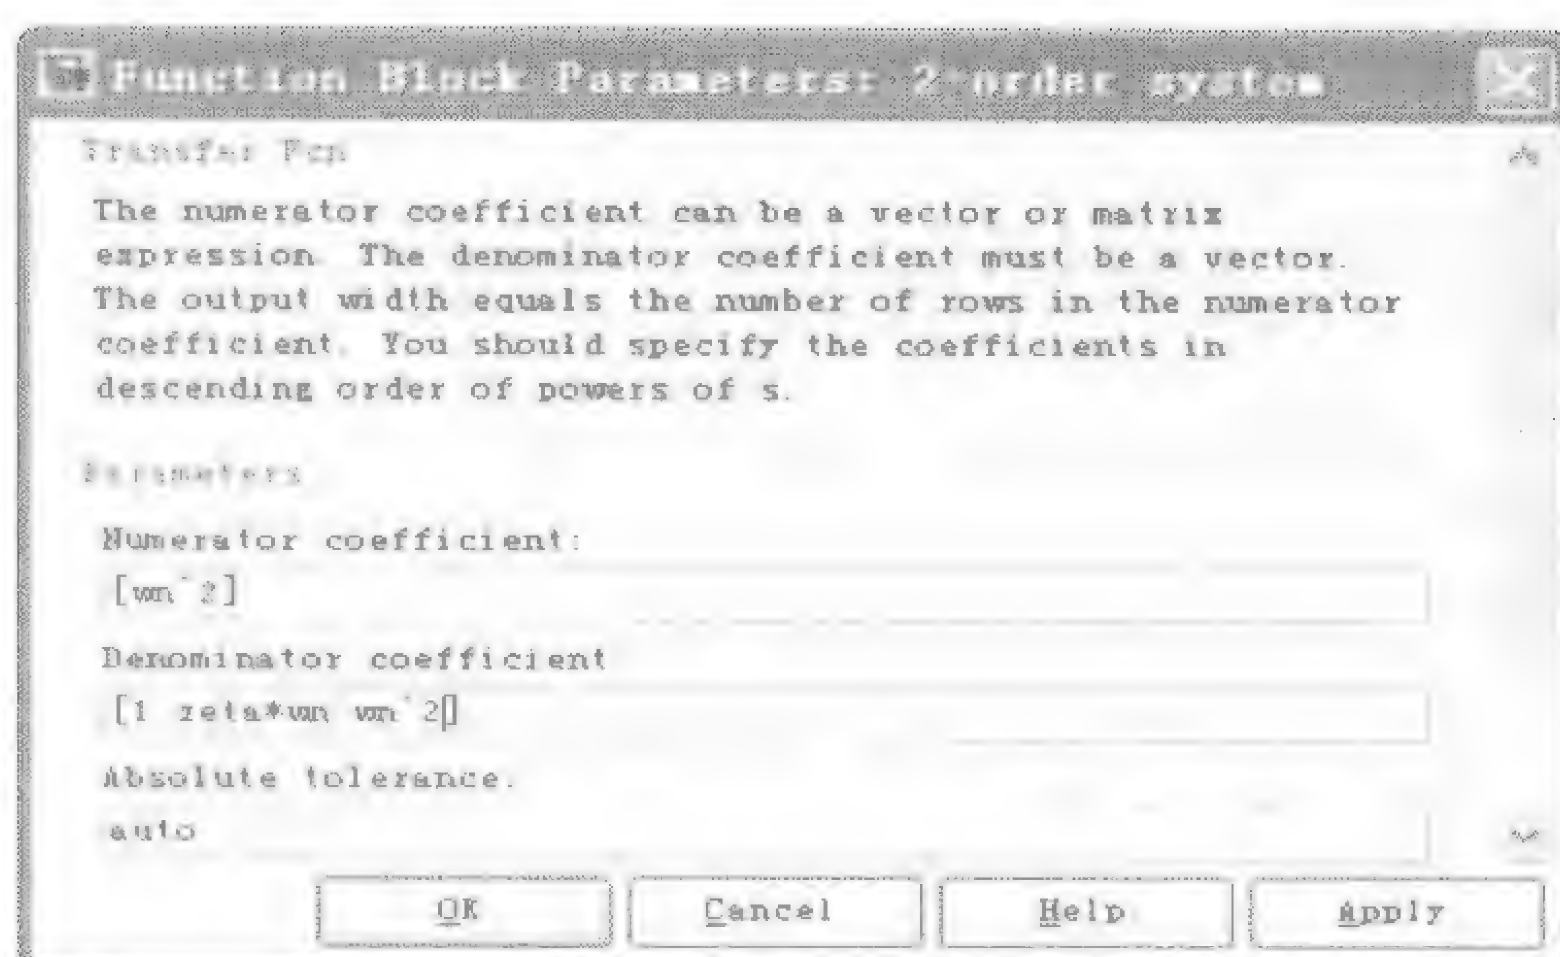 Function Block Parameters: 2-order system
Transfer Fcn
The numerator coefficient can be a vector or matrix
expression. The denominator coefficient must be a vector.
The output width equals the number of rows in the numerator
coefficient. You should specify the coefficients in
descending order of powers of s.
Parameters
Numerator coefficient:
[wn^2]
Denominator coefficient
[1 zeta*wn wn^2]
Absolute tolerance.
auto
OK
Cancel
Help
Apply